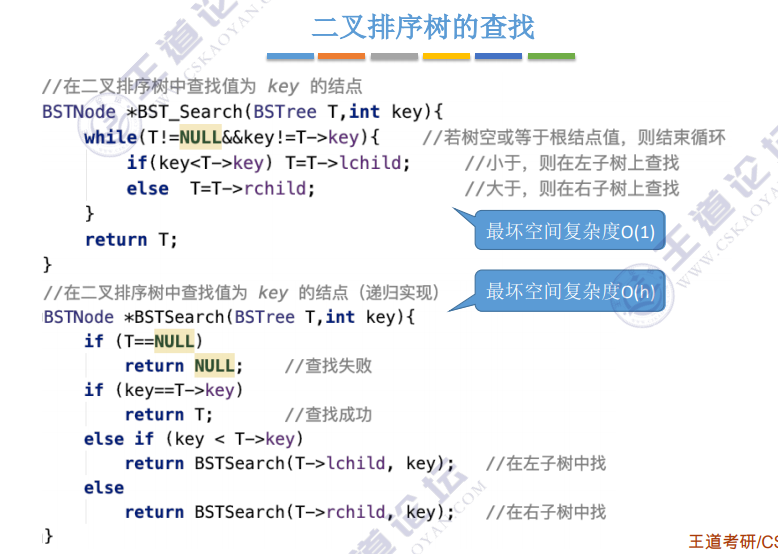 二叉排序树的查找
//在二叉排序树中查找值为 key 的结点
BSTNode *BST_Search(BSTree T,int key){
    while(T!=NULL&&key!=T->key){    //若树空或等于根结点值，则结束循环
        if(key<T->key) T=T->lchild;    //小于，则在左子树上查找
        else  T=T->rchild;    //大于，则在右子树上查找
    }
    return T;
}
最坏空间复杂度O(1)
//在二叉排序树中查找值为 key 的结点（递归实现）
BSTNode *BSTSearch(BSTree T,int key){
    if (T==NULL)
        return NULL;    //查找失败
    if (key==T->key)
        return T;    //查找成功
    else if (key < T->key)
        return BSTSearch(T->lchild, key);    //在左子树中找
    else
        return BSTSearch(T->rchild, key);    //在右子树中找
}
最坏空间复杂度O(h)
王道论坛
WWW.CSKAOYAN.COM
王道考研/CS